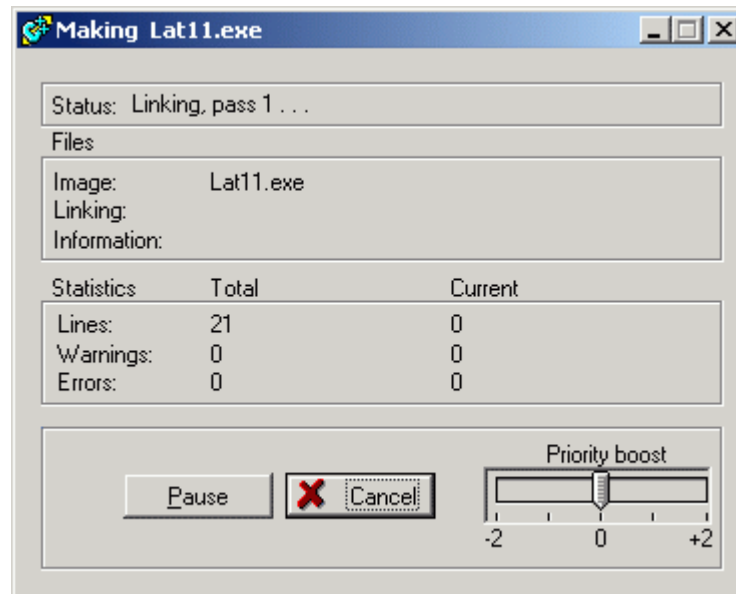 Making Lat11.exe
Status: Linking, pass 1 . . .
Files
Image: Lat11.exe
Linking:
Information:
Statistics Total Current
Lines: 21 0
Warnings: 0 0
Errors: 0 0
Priority boost
Pause Cancel
-2 0 +2